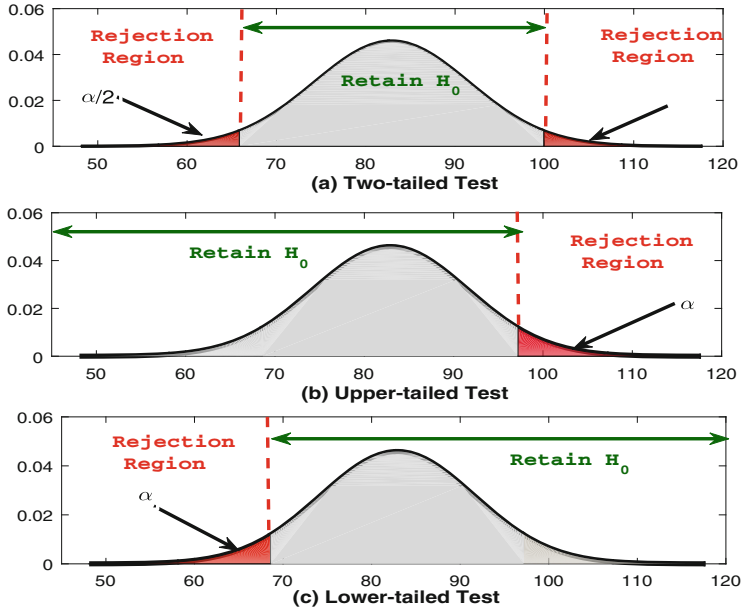 0.06
0.04
0.02
0
Rejection
Region
Retain H0
Rejection
Region
α/2
50 60 70 80 90 100 110 120
(a) Two-tailed Test
0.06
0.04
0.02
0
Retain H0
Rejection
Region
α
50 60 70 80 90 100 110 120
(b) Upper-tailed Test
0.06
0.04
0.02
0
Rejection
Region
Retain H0
α
50 60 70 80 90 100 110 120
(c) Lower-tailed Test